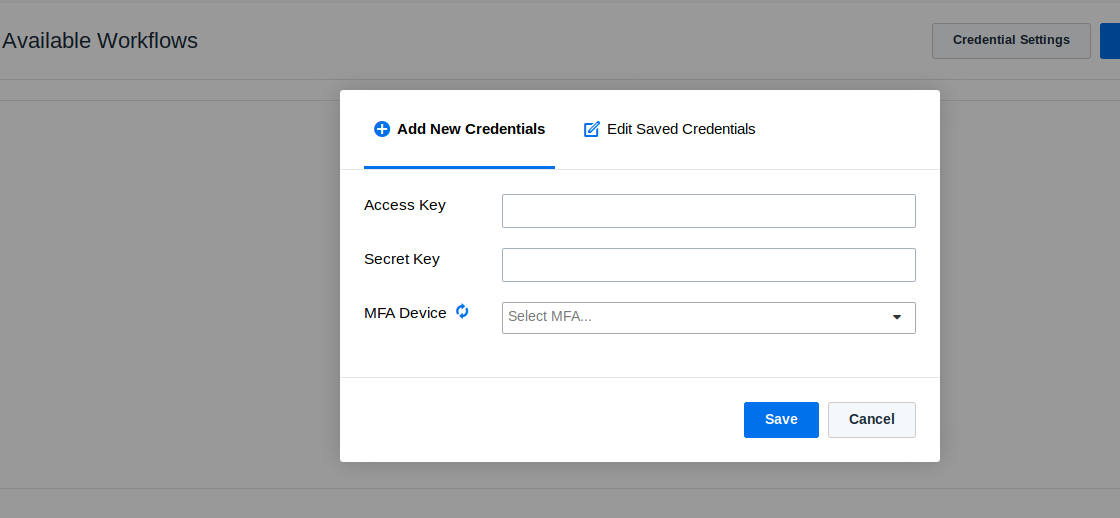 Available Workflows
Credential Settings
Add New Credentials
Edit Saved Credentials
Access Key
Secret Key
MFA Device
Select MFA...
Save
Cancel